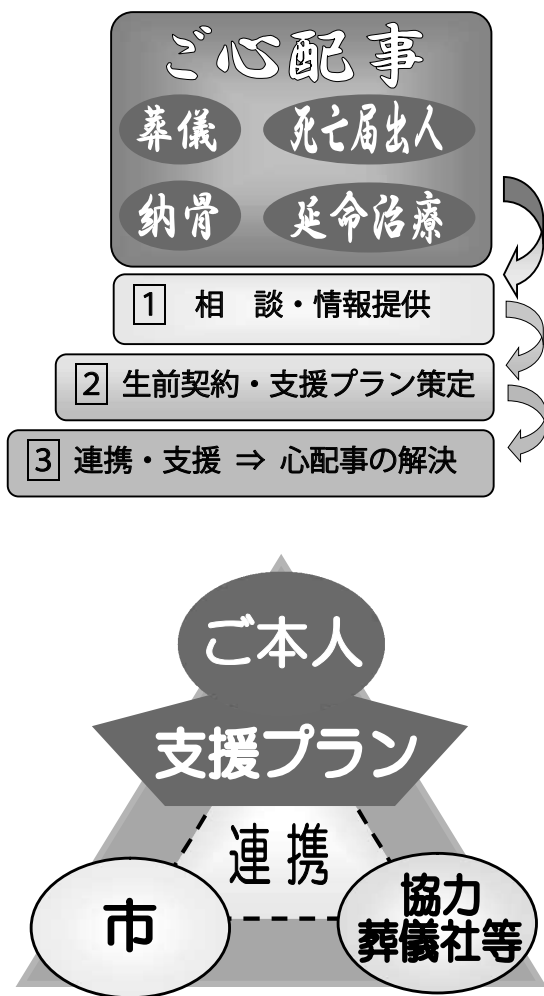 ご心配事
葬儀 死亡届出人
納骨 延命治療
1 相 談・情報提供
2 生前契約・支援プラン策定
3 連携・支援 ⇒ 心配事の解決
ご本人
支援プラン
連 携
市
協力
葬儀社等